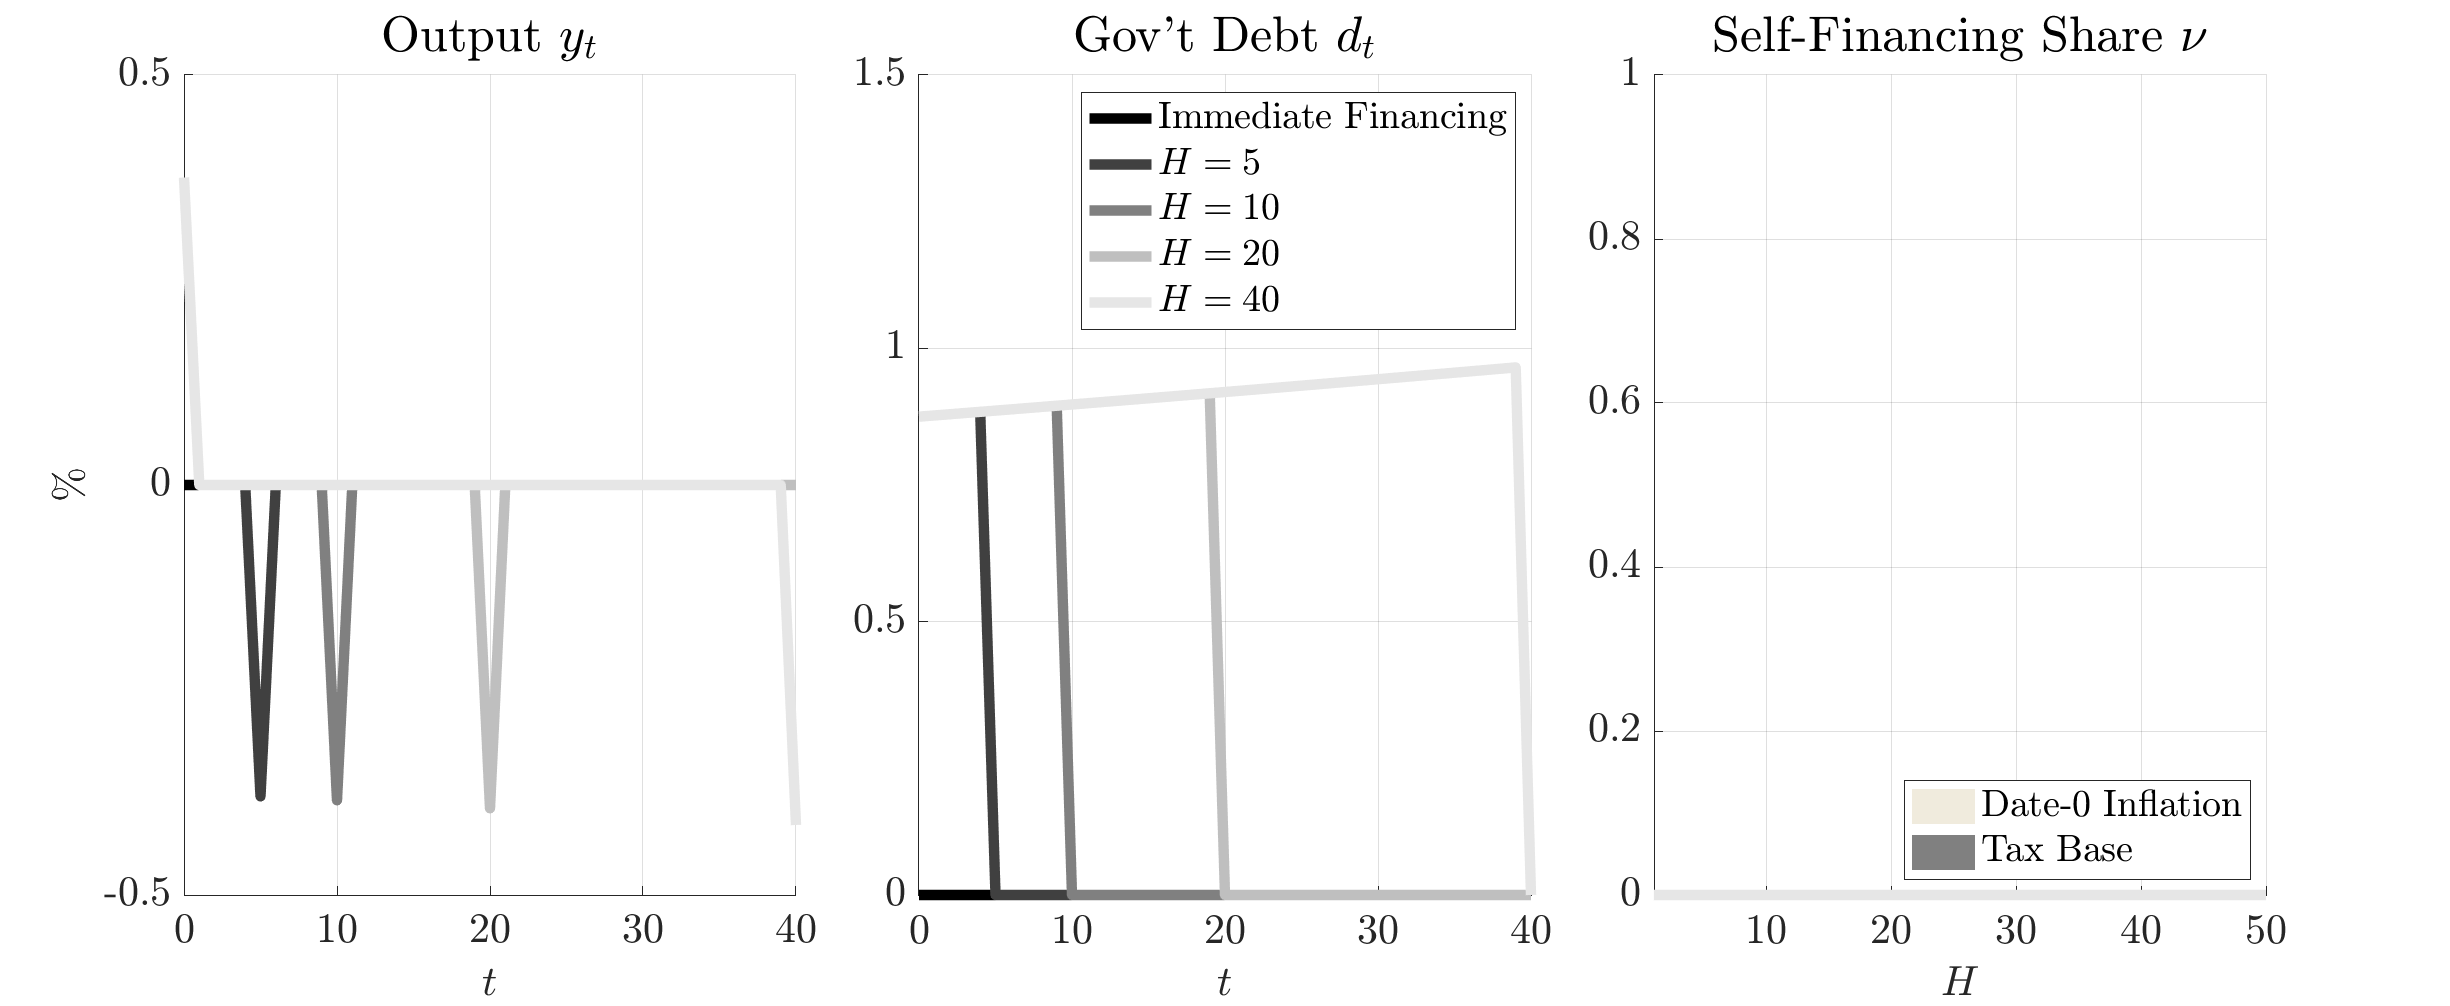 Output y_t
0.5
0
-0.5
%
0 10 20 30 40
t
Gov't Debt d_t
1.5
1
0.5
0
Immediate Financing
H = 5
H = 10
H = 20
H = 40
0 10 20 30 40
t
Self-Financing Share ν
1
0.8
0.6
0.4
0.2
0
Date-0 Inflation
Tax Base
10 20 30 40 50
H